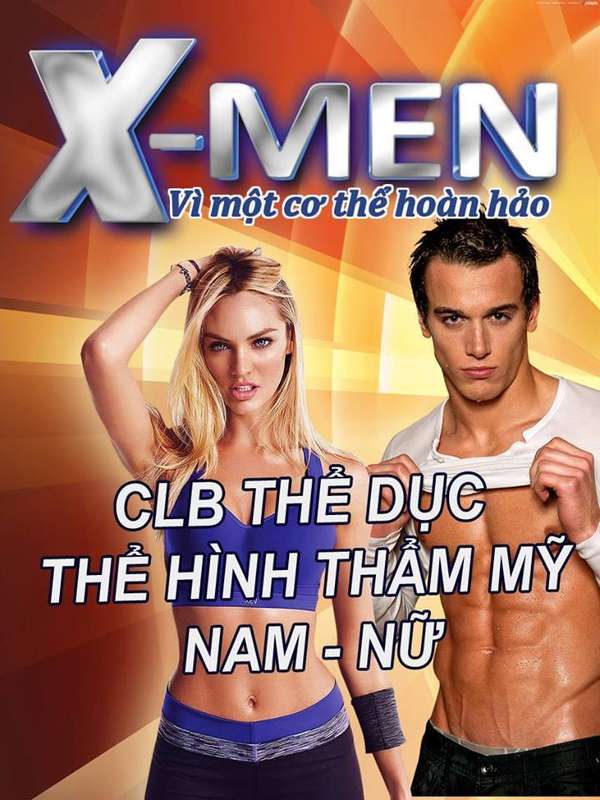 X-MEN
Vì một cơ thể hoàn hảo
CLB THỂ DỤC
THỂ HÌNH THẨM MỸ
NAM - NỮ